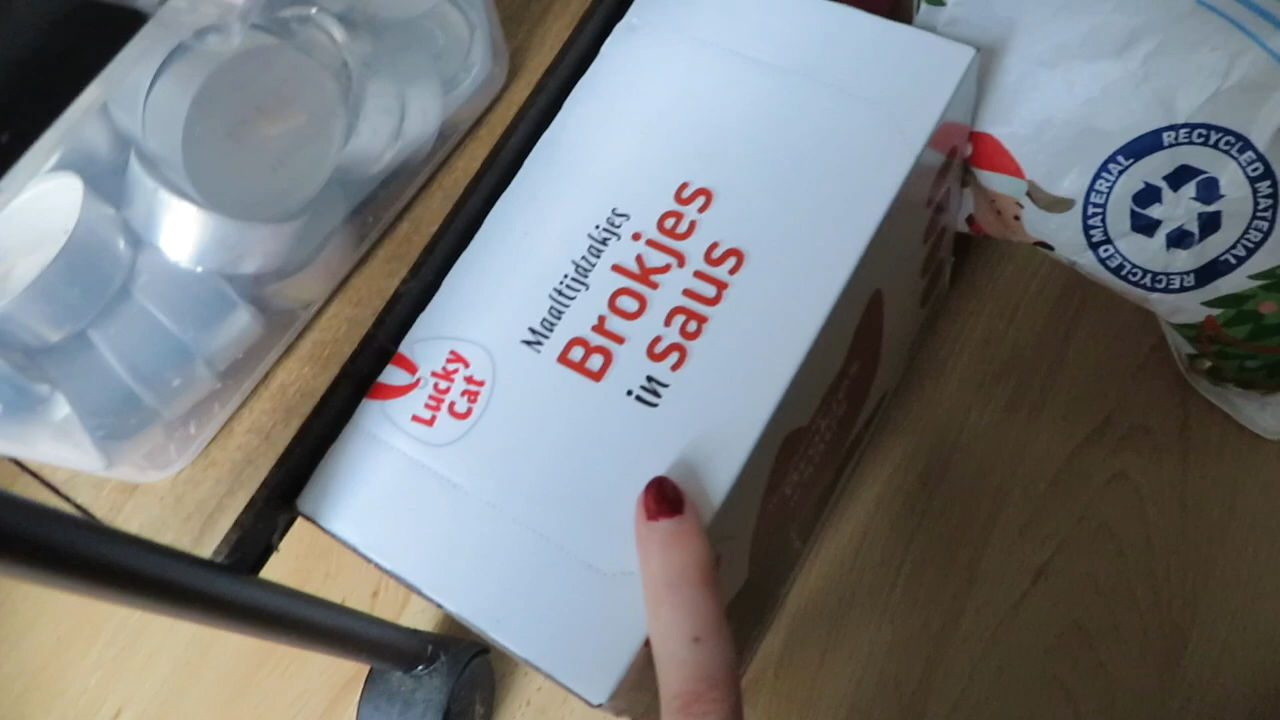 Maaltijdzakjes
Brokjes
in saus
Lucky
Cat
RECYCLED MATERIAL
RECYCLED MATERIAL